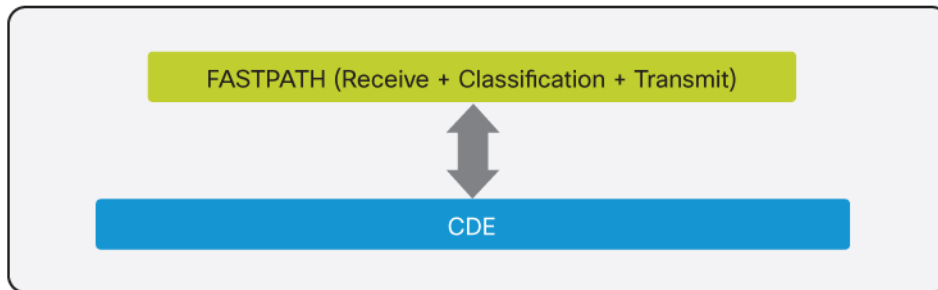 FASTPATH (Receive + Classification + Transmit)
CDE